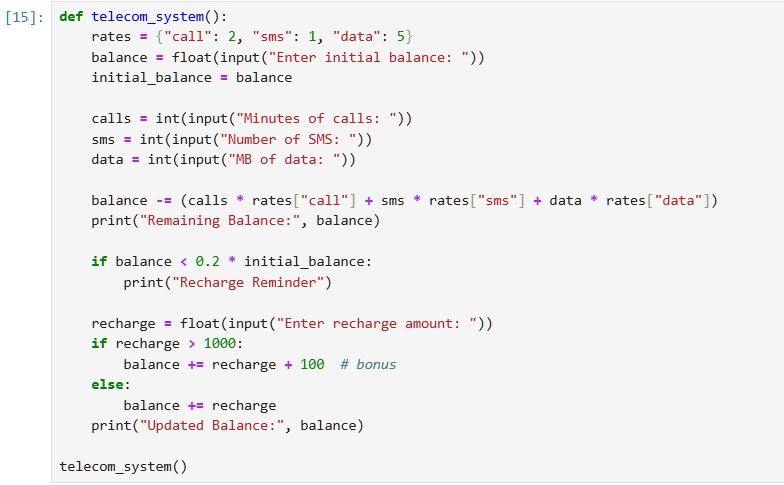 [15]: def telecom_system():
    rates = {"call": 2, "sms": 1, "data": 5}
    balance = float(input("Enter initial balance: "))
    initial_balance = balance

    calls = int(input("Minutes of calls: "))
    sms = int(input("Number of SMS: "))
    data = int(input("MB of data: "))

    balance -= (calls * rates["call"] + sms * rates["sms"] + data * rates["data"])
    print("Remaining Balance:", balance)

    if balance < 0.2 * initial_balance:
        print("Recharge Reminder")

    recharge = float(input("Enter recharge amount: "))
    if recharge > 1000:
        balance += recharge + 100  # bonus
    else:
        balance += recharge
    print("Updated Balance:", balance)

telecom_system()